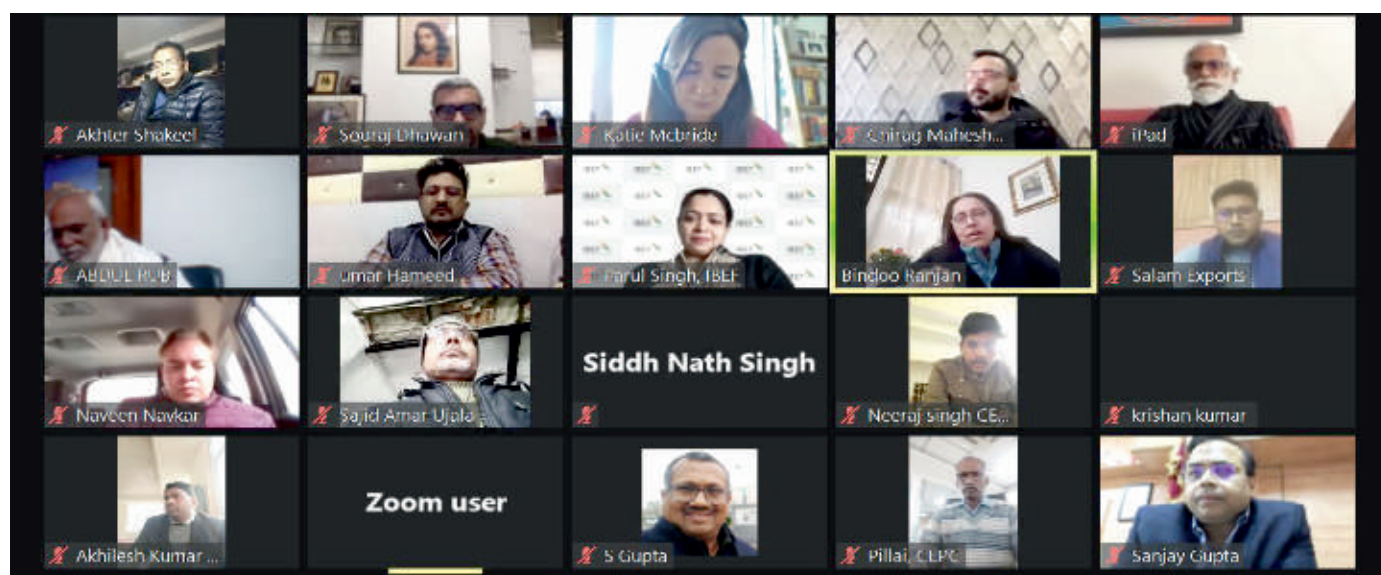 Akhter Shakeel
Souraj Dhawan
Katie Mcbride
Chirag Mahesh...
iPad
ABDUL RUB
umar Hameed
Parul Singh, IBEF
Bindoo Ranjan
Salam Exports
Naveen Navkar
Sajid Amar Ujala
Siddh Nath Singh
Neeraj singh CE...
krishan kumar
Akhilesh Kumar ...
Zoom user
S Gupta
Pillai, CEPC
Sanjay Gupta